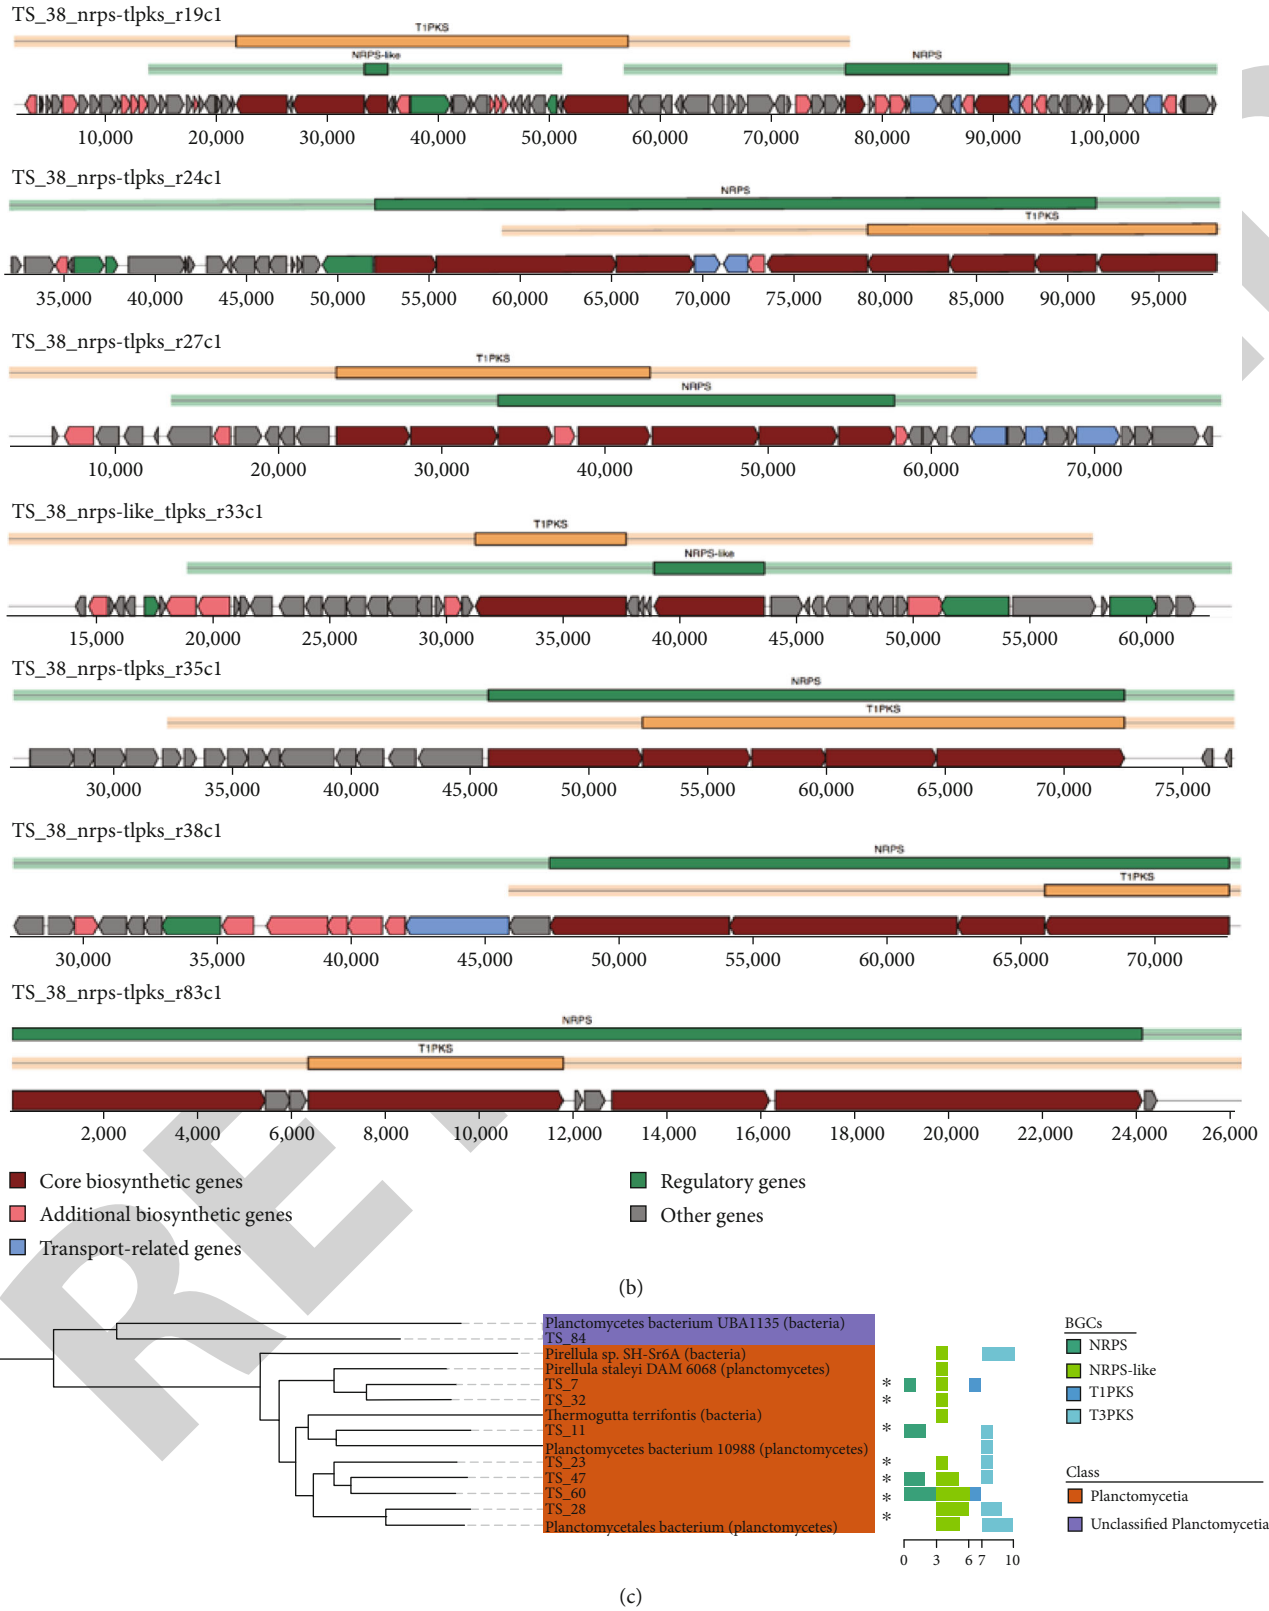 TS_38_nrps-tlpks_r19c1
T1PKS
NRPS-like
NRPS
10,000 20,000 30,000 40,000 50,000 60,000 70,000 80,000 90,000 1,00,000
TS_38_nrps-tlpks_r24c1
NRPS
T1PKS
35,000 40,000 45,000 50,000 55,000 60,000 65,000 70,000 75,000 80,000 85,000 90,000 95,000
TS_38_nrps-tlpks_r27c1
T1PKS
NRPS
10,000 20,000 30,000 40,000 50,000 60,000 70,000
TS_38_nrps-like_tlpks_r33c1
T1PKS
NRPS-like
15,000 20,000 25,000 30,000 35,000 40,000 45,000 50,000 55,000 60,000
TS_38_nrps-tlpks_r35c1
NRPS
T1PKS
30,000 35,000 40,000 45,000 50,000 55,000 60,000 65,000 70,000 75,000
TS_38_nrps-tlpks_r38c1
NRPS
T1PKS
30,000 35,000 40,000 45,000 50,000 55,000 60,000 65,000 70,000
TS_38_nrps-tlpks_r83c1
NRPS
T1PKS
2,000 4,000 6,000 8,000 10,000 12,000 14,000 16,000 18,000 20,000 22,000 24,000 26,000
Core biosynthetic genes
Additional biosynthetic genes
Transport-related genes
Regulatory genes
Other genes
(b)
Planctomycetes bacterium UBA1135 (bacteria)
TS_84
Pirellula sp. SH-Sr6A (bacteria)
Pirellula staleyi DAM 6068 (planctomycetes)
TS_7 *
TS_32 *
Thermogutta terrifontis (bacteria)
TS_11 *
Planctomycetes bacterium 10988 (planctomycetes)
TS_23 *
TS_47 *
TS_60 *
TS_28 *
Planctomycetales bacterium (planctomycetes)
0 3 6 7 10
BGCs
NRPS
NRPS-like
T1PKS
T3PKS
Class
Planctomycetia
Unclassified Planctomycetia
(c)